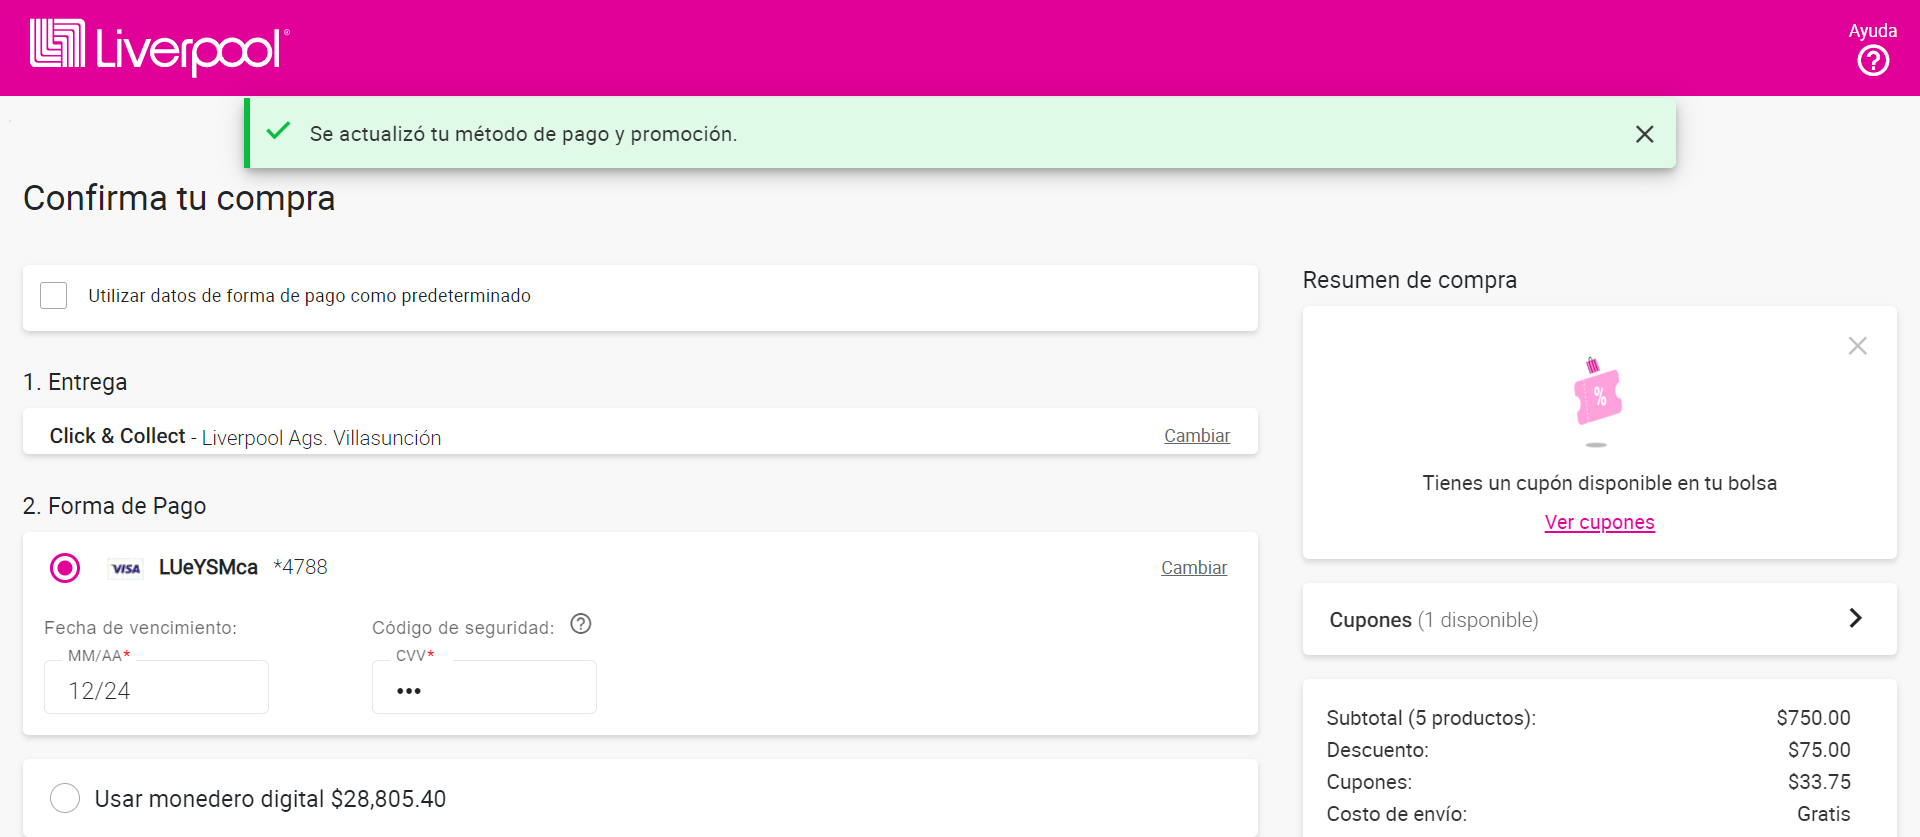 Liverpool®
Ayuda
Se actualizó tu método de pago y promoción.
Confirma tu compra
Utilizar datos de forma de pago como predeterminado
1. Entrega
Click & Collect - Liverpool Ags. Villasunción
Cambiar
2. Forma de Pago
VISA LUeYSMca *4788
Cambiar
Fecha de vencimiento:
MM/AA*
12/24
Código de seguridad:
CVV*
•••
Usar monedero digital $28,805.40
Resumen de compra
%
Tienes un cupón disponible en tu bolsa
Ver cupones
Cupones (1 disponible)
Subtotal (5 productos): $750.00
Descuento: $75.00
Cupones: $33.75
Costo de envío: Gratis